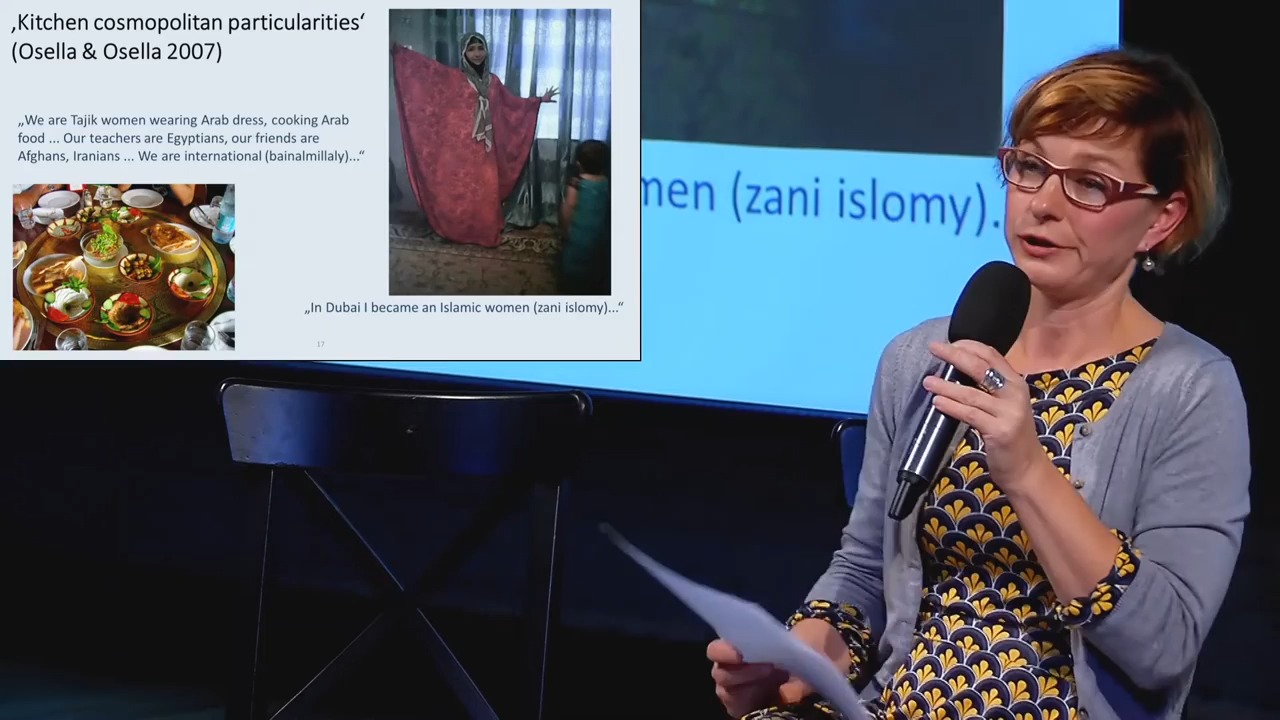 ‚Kitchen cosmopolitan particularities‘
(Osella & Osella 2007)
„We are Tajik women wearing Arab dress, cooking Arab
food ... Our teachers are Egyptians, our friends are
Afghans, Iranians ... We are international (bainalmillaly)...“
„In Dubai I became an Islamic women (zani islomy)...“
17
men (zani islomy).